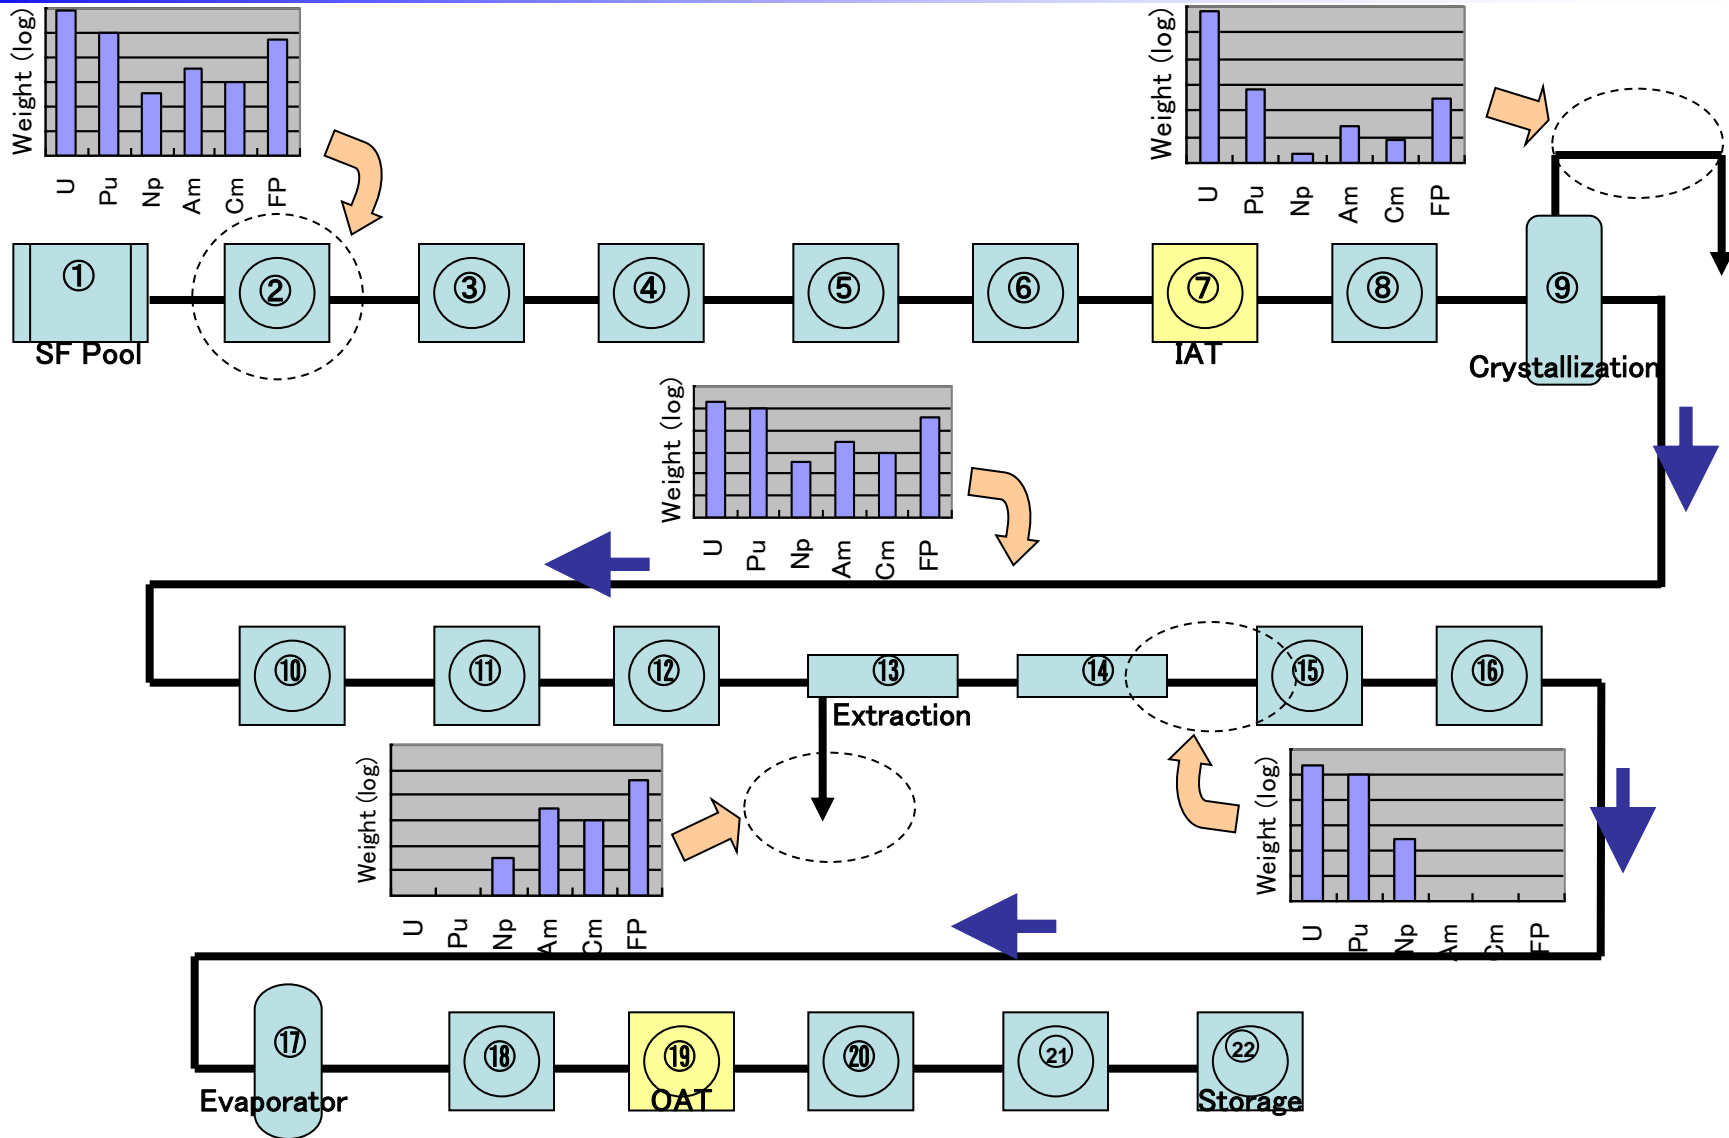 Weight (log)
U Pu Np Am Cm FP
Weight (log)
U Pu Np Am Cm FP
① ② ③ ④ ⑤ ⑥ ⑦ ⑧ ⑨
SF Pool IAT Crystallization
Weight (log)
U Pu Np Am Cm FP
⑩ ⑪ ⑫ ⑬ ⑭ ⑮ ⑯
Extraction
Weight (log)
U Pu Np Am Cm FP
Weight (log)
U Pu Np Am Cm FP
⑰ ⑱ ⑲ ⑳ ㉑ ㉒
Evaporator OAT Storage